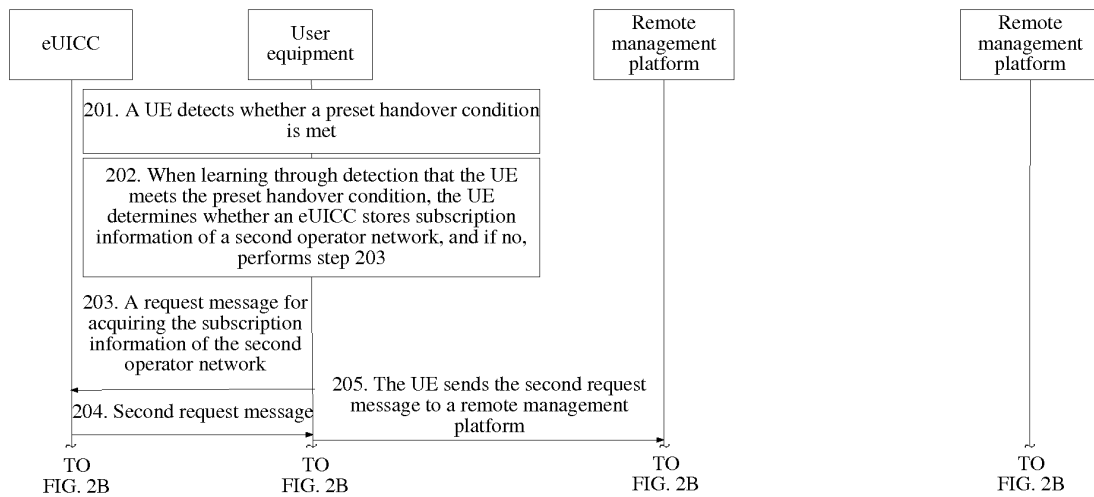 eUICC
User
equipment
Remote
management
platform
Remote
management
platform
201. A UE detects whether a preset handover condition
is met
202. When learning through detection that the UE
meets the preset handover condition, the UE
determines whether an eUICC stores subscription
information of a second operator network, and if no,
performs step 203
203. A request message for
acquiring the subscription
information of the second
operator network
204. Second request message
205. The UE sends the second request
message to a remote management
platform
TO
FIG. 2B
TO
FIG. 2B
TO
FIG. 2B
TO
FIG. 2B